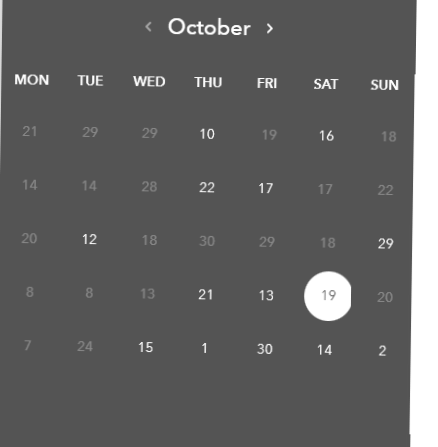 ‹ October ›
MON TUE WED THU FRI SAT SUN
21 29 29 10 19 16 18
14 14 28 22 17 17 22
20 12 18 30 29 18 29
8 8 13 21 13 19 20
7 24 15 1 30 14 2